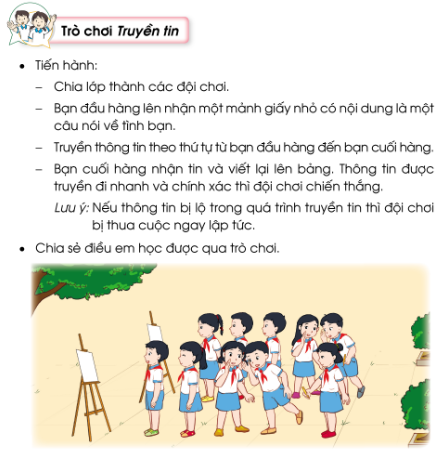 Trò chơi Truyền tin
• Tiến hành:
– Chia lớp thành các đội chơi.
– Bạn đầu hàng lên nhận một mảnh giấy nhỏ có nội dung là một
câu nói về tình bạn.
– Truyền thông tin theo thứ tự từ bạn đầu hàng đến bạn cuối hàng.
– Bạn cuối hàng nhận tin và viết lại lên bảng. Thông tin được
truyền đi nhanh và chính xác thì đội chơi chiến thắng.
Lưu ý: Nếu thông tin bị lộ trong quá trình truyền tin thì đội chơi
bị thua cuộc ngay lập tức.
• Chia sẻ điều em học được qua trò chơi.